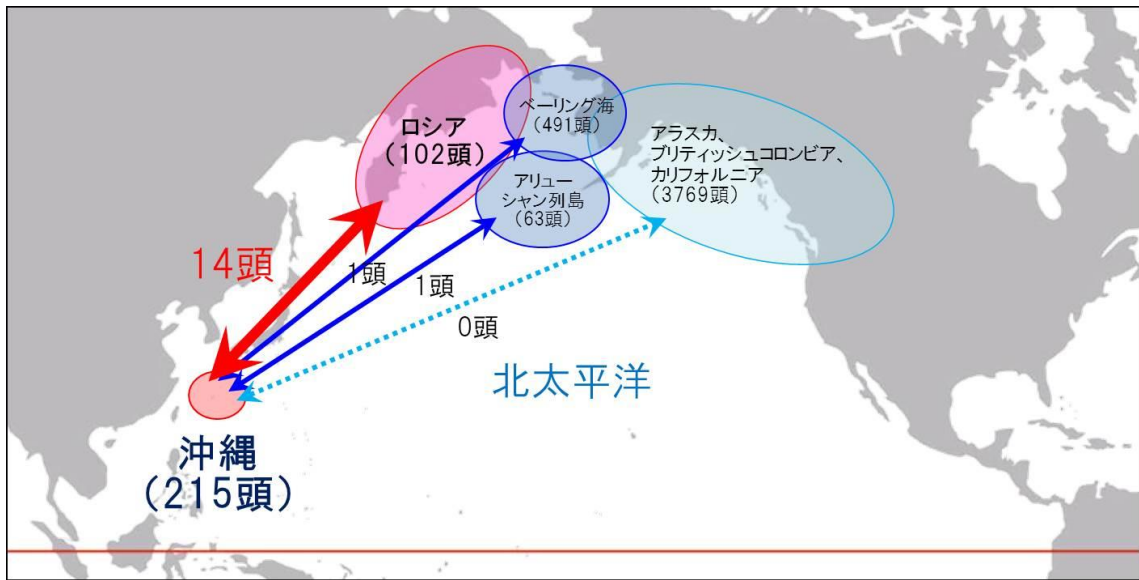 ロシア
(102頭)
ベーリング海
(491頭)
アリュー
シャン列島
(63頭)
アラスカ、
ブリティッシュコロンビア、
カリフォルニア
(3769頭)
14頭
1頭
1頭
0頭
北太平洋
沖縄
(215頭)